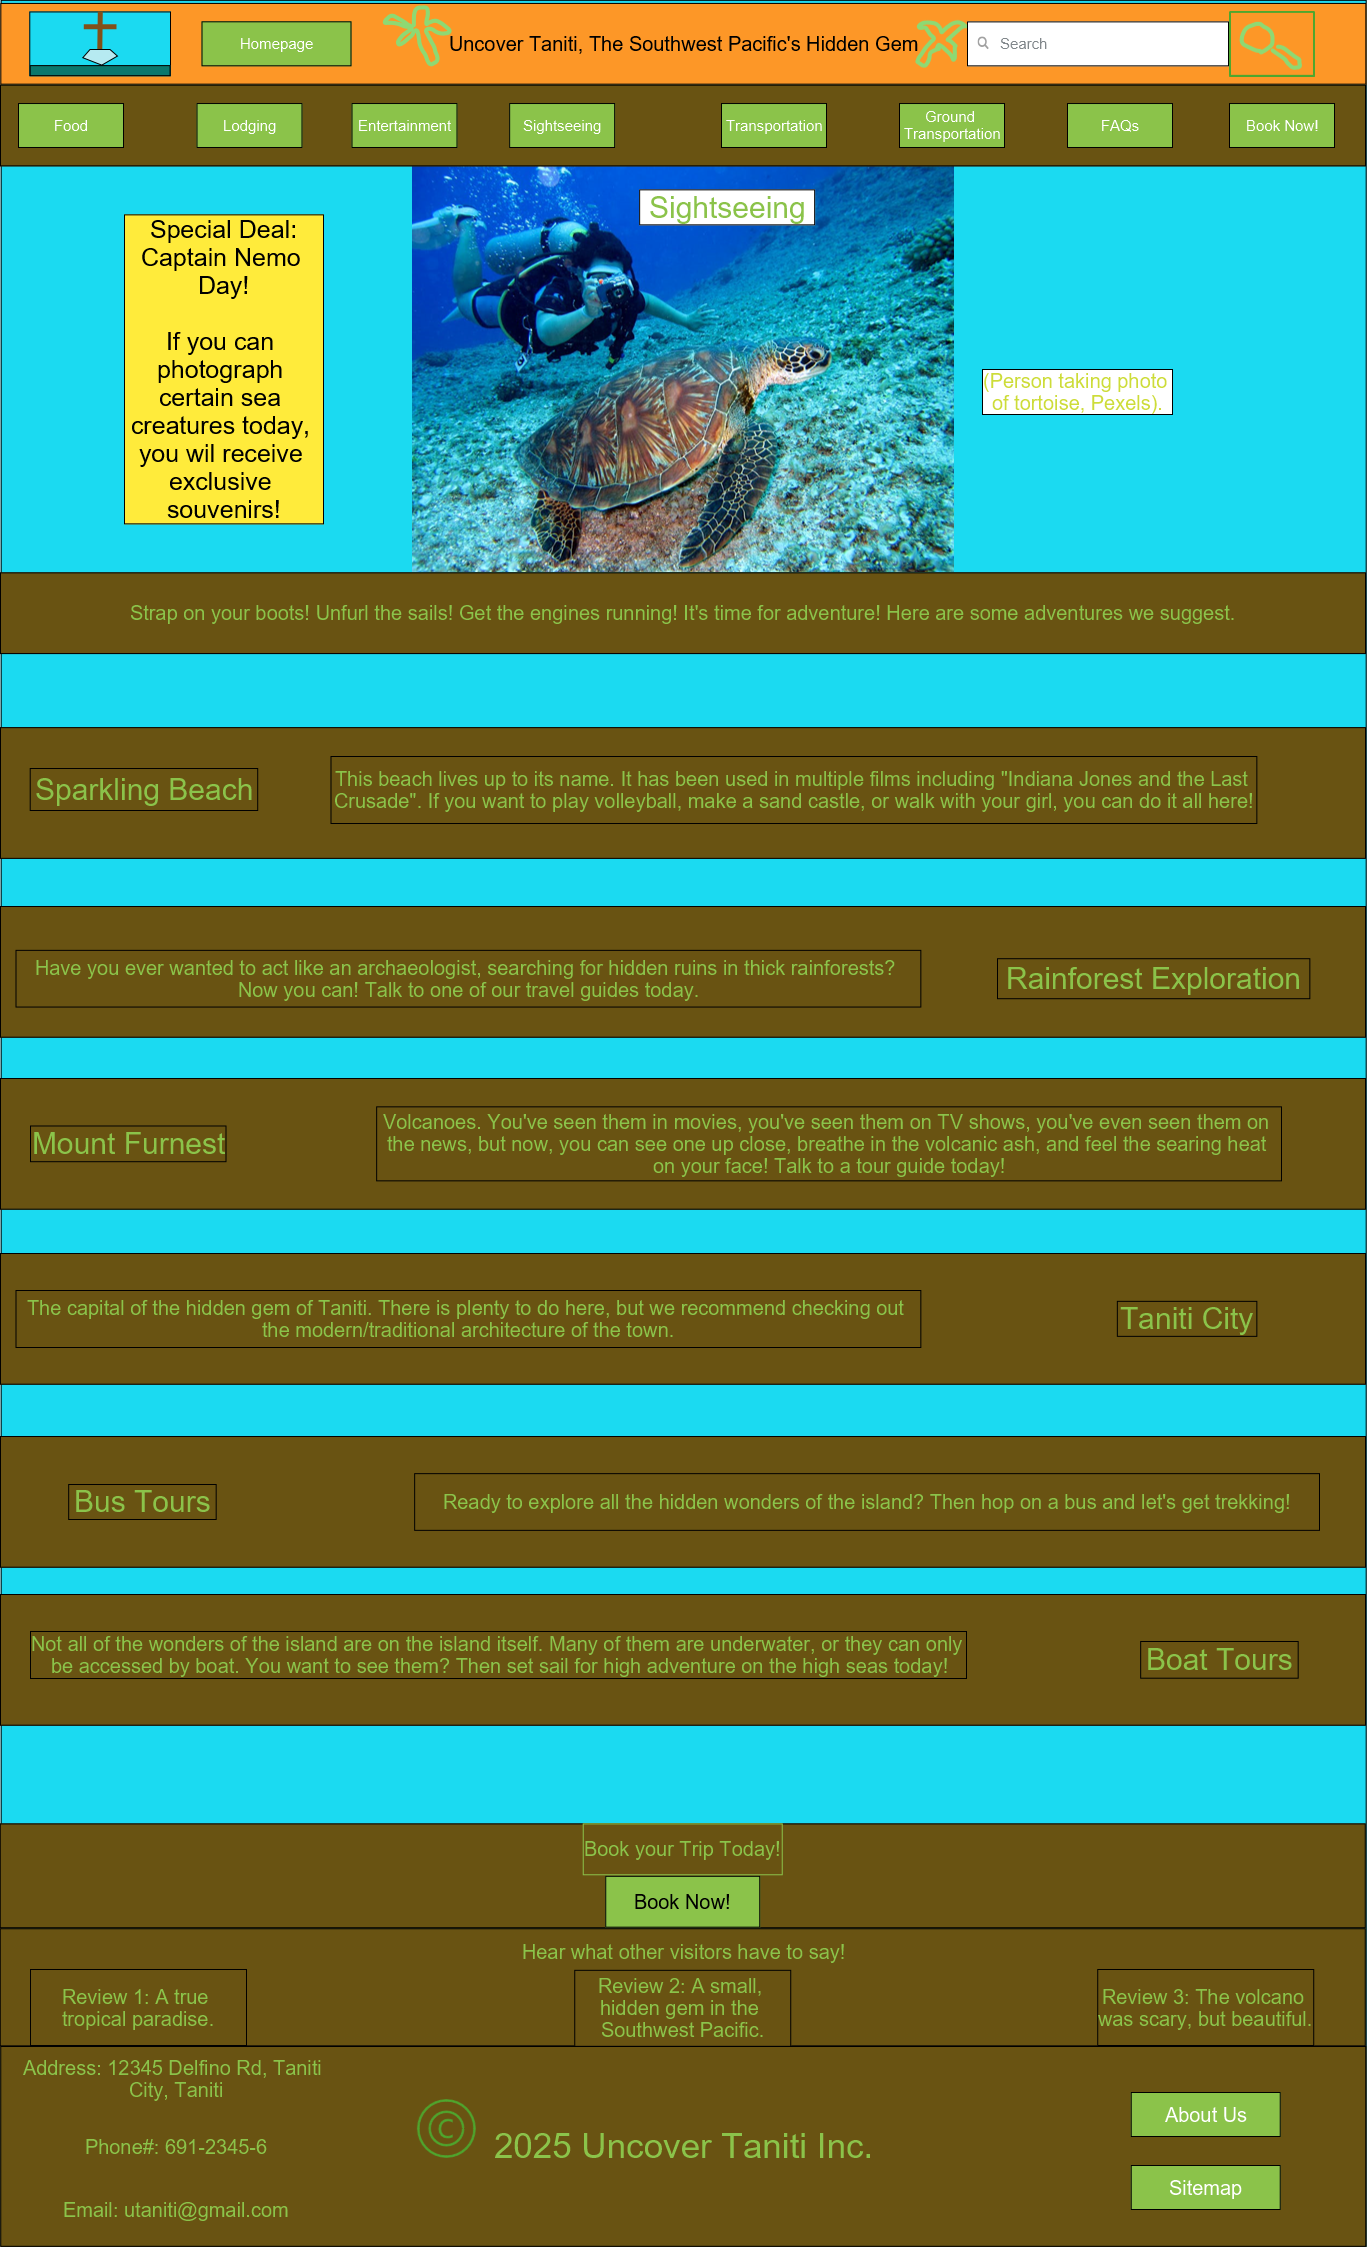 Homepage
Uncover Taniti, The Southwest Pacific's Hidden Gem
Search
Food
Lodging
Entertainment
Sightseeing
Transportation
Ground
Transportation
FAQs
Book Now!
Sightseeing
Special Deal:
Captain Nemo
Day!
If you can
photograph
certain sea
creatures today,
you wil receive
exclusive
souvenirs!
(Person taking photo
of tortoise, Pexels).
Strap on your boots! Unfurl the sails! Get the engines running! It's time for adventure! Here are some adventures we suggest.
Sparkling Beach
This beach lives up to its name. It has been used in multiple films including "Indiana Jones and the Last
Crusade". If you want to play volleyball, make a sand castle, or walk with your girl, you can do it all here!
Have you ever wanted to act like an archaeologist, searching for hidden ruins in thick rainforests?
Now you can! Talk to one of our travel guides today.
Rainforest Exploration
Mount Furnest
Volcanoes. You've seen them in movies, you've seen them on TV shows, you've even seen them on
the news, but now, you can see one up close, breathe in the volcanic ash, and feel the searing heat
on your face! Talk to a tour guide today!
The capital of the hidden gem of Taniti. There is plenty to do here, but we recommend checking out
the modern/traditional architecture of the town.
Taniti City
Bus Tours
Ready to explore all the hidden wonders of the island? Then hop on a bus and let's get trekking!
Not all of the wonders of the island are on the island itself. Many of them are underwater, or they can only
be accessed by boat. You want to see them? Then set sail for high adventure on the high seas today!
Boat Tours
Book your Trip Today!
Book Now!
Hear what other visitors have to say!
Review 1: A true
tropical paradise.
Review 2: A small,
hidden gem in the
Southwest Pacific.
Review 3: The volcano
was scary, but beautiful.
Address: 12345 Delfino Rd, Taniti
City, Taniti
Phone#: 691-2345-6
Email: utaniti@gmail.com
© 2025 Uncover Taniti Inc.
About Us
Sitemap